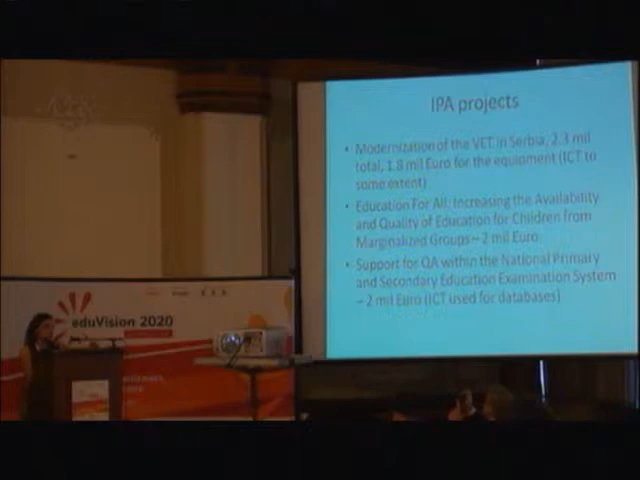 IPA projects
• Modernization of the VET in Serbia, 2.3 mil
total, 1.8 mil Euro for the equipment (ICT to
some extent)
• Education For All: Increasing the Availability
and Quality of Education for Children from
Marginalized Groups – 2 mil Euro
• Support for QA within the National Primary
and Secondary Education Examination System
– 2 mil Euro (ICT used for databases)
eduVision 2020